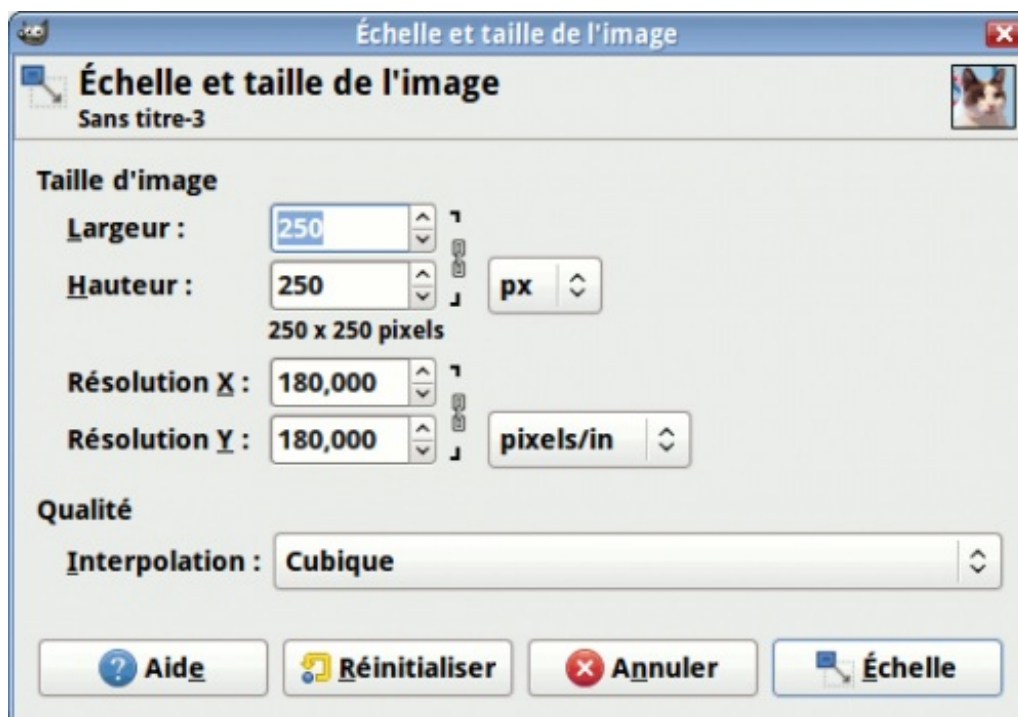 Échelle et taille de l'image
Échelle et taille de l'image
Sans titre-3
Taille d'image
Largeur : 250
Hauteur : 250 px
250 x 250 pixels
Résolution X : 180,000
Résolution Y : 180,000 pixels/in
Qualité
Interpolation : Cubique
Aide Réinitialiser Annuler Échelle